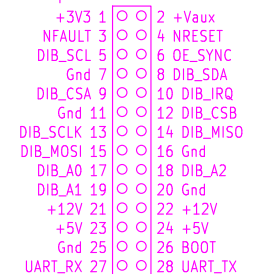 +3V3 1 2 +Vaux
NFAULT 3 4 NRESET
DIB_SCL 5 6 OE_SYNC
Gnd 7 8 DIB_SDA
DIB_CSA 9 10 DIB_IRQ
Gnd 11 12 DIB_CSB
DIB_SCLK 13 14 DIB_MISO
DIB_MOSI 15 16 Gnd
DIB_A0 17 18 DIB_A2
DIB_A1 19 20 Gnd
+12V 21 22 +12V
+5V 23 24 +5V
Gnd 25 26 BOOT
UART_RX 27 28 UART_TX